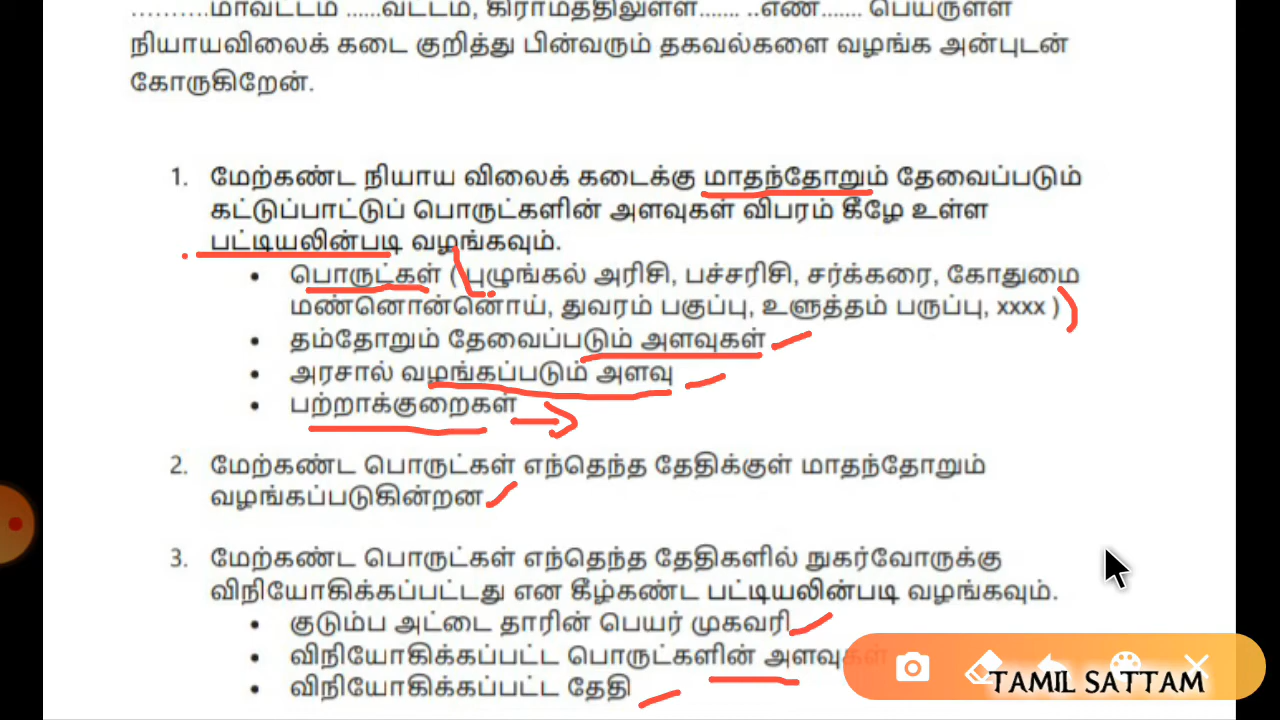 ..........மாவட்டம் ......வட்டம், கிராமத்திலுள்ள....... ..எண்....... பெயருள்ள
நியாயவிலைக் கடை குறித்து பின்வரும் தகவல்களை வழங்க அன்புடன்
கோருகிறேன்.
1. மேற்கண்ட நியாய விலைக் கடைக்கு மாதந்தோறும் தேவைப்படும்
கட்டுப்பாட்டுப் பொருட்களின் அளவுகள் விபரம் கீழே உள்ள
பட்டியலின்படி வழங்கவும்.
• பொருட்கள் ( புழுங்கல் அரிசி, பச்சரிசி, சர்க்கரை, கோதுமை
மண்னொன்னொய், துவரம் பகுப்பு, உளுத்தம் பருப்பு, xxxx )
• தம்தோறும் தேவைப்படும் அளவுகள்
• அரசால் வழங்கப்படும் அளவு
• பற்றாக்குறைகள்
2. மேற்கண்ட பொருட்கள் எந்தெந்த தேதிக்குள் மாதந்தோறும்
வழங்கப்படுகின்றன
3. மேற்கண்ட பொருட்கள் எந்தெந்த தேதிகளில் நுகர்வோருக்கு
விநியோகிக்கப்பட்டது என கீழ்கண்ட பட்டியலின்படி வழங்கவும்.
• குடும்ப அட்டை தாரின் பெயர் முகவரி
• விநியோகிக்கப்பட்ட பொருட்களின் அளவுகள்
• விநியோகிக்கப்பட்ட தேதி
TAMIL SATTAM